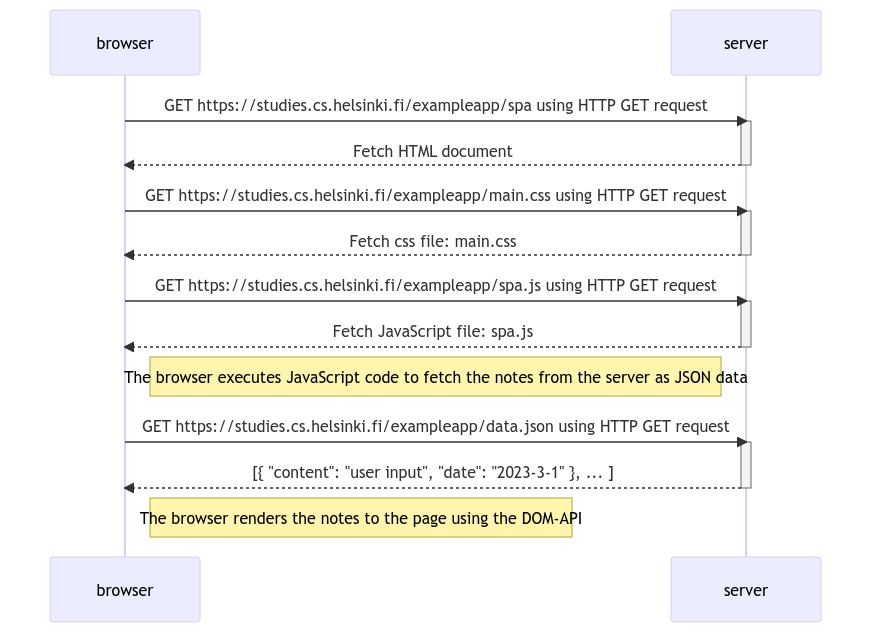 browser
server
GET https://studies.cs.helsinki.fi/exampleapp/spa using HTTP GET request
Fetch HTML document
GET https://studies.cs.helsinki.fi/exampleapp/main.css using HTTP GET request
Fetch css file: main.css
GET https://studies.cs.helsinki.fi/exampleapp/spa.js using HTTP GET request
Fetch JavaScript file: spa.js
The browser executes JavaScript code to fetch the notes from the server as JSON data
GET https://studies.cs.helsinki.fi/exampleapp/data.json using HTTP GET request
[{ "content": "user input", "date": "2023-3-1" }, ... ]
The browser renders the notes to the page using the DOM-API
browser
server